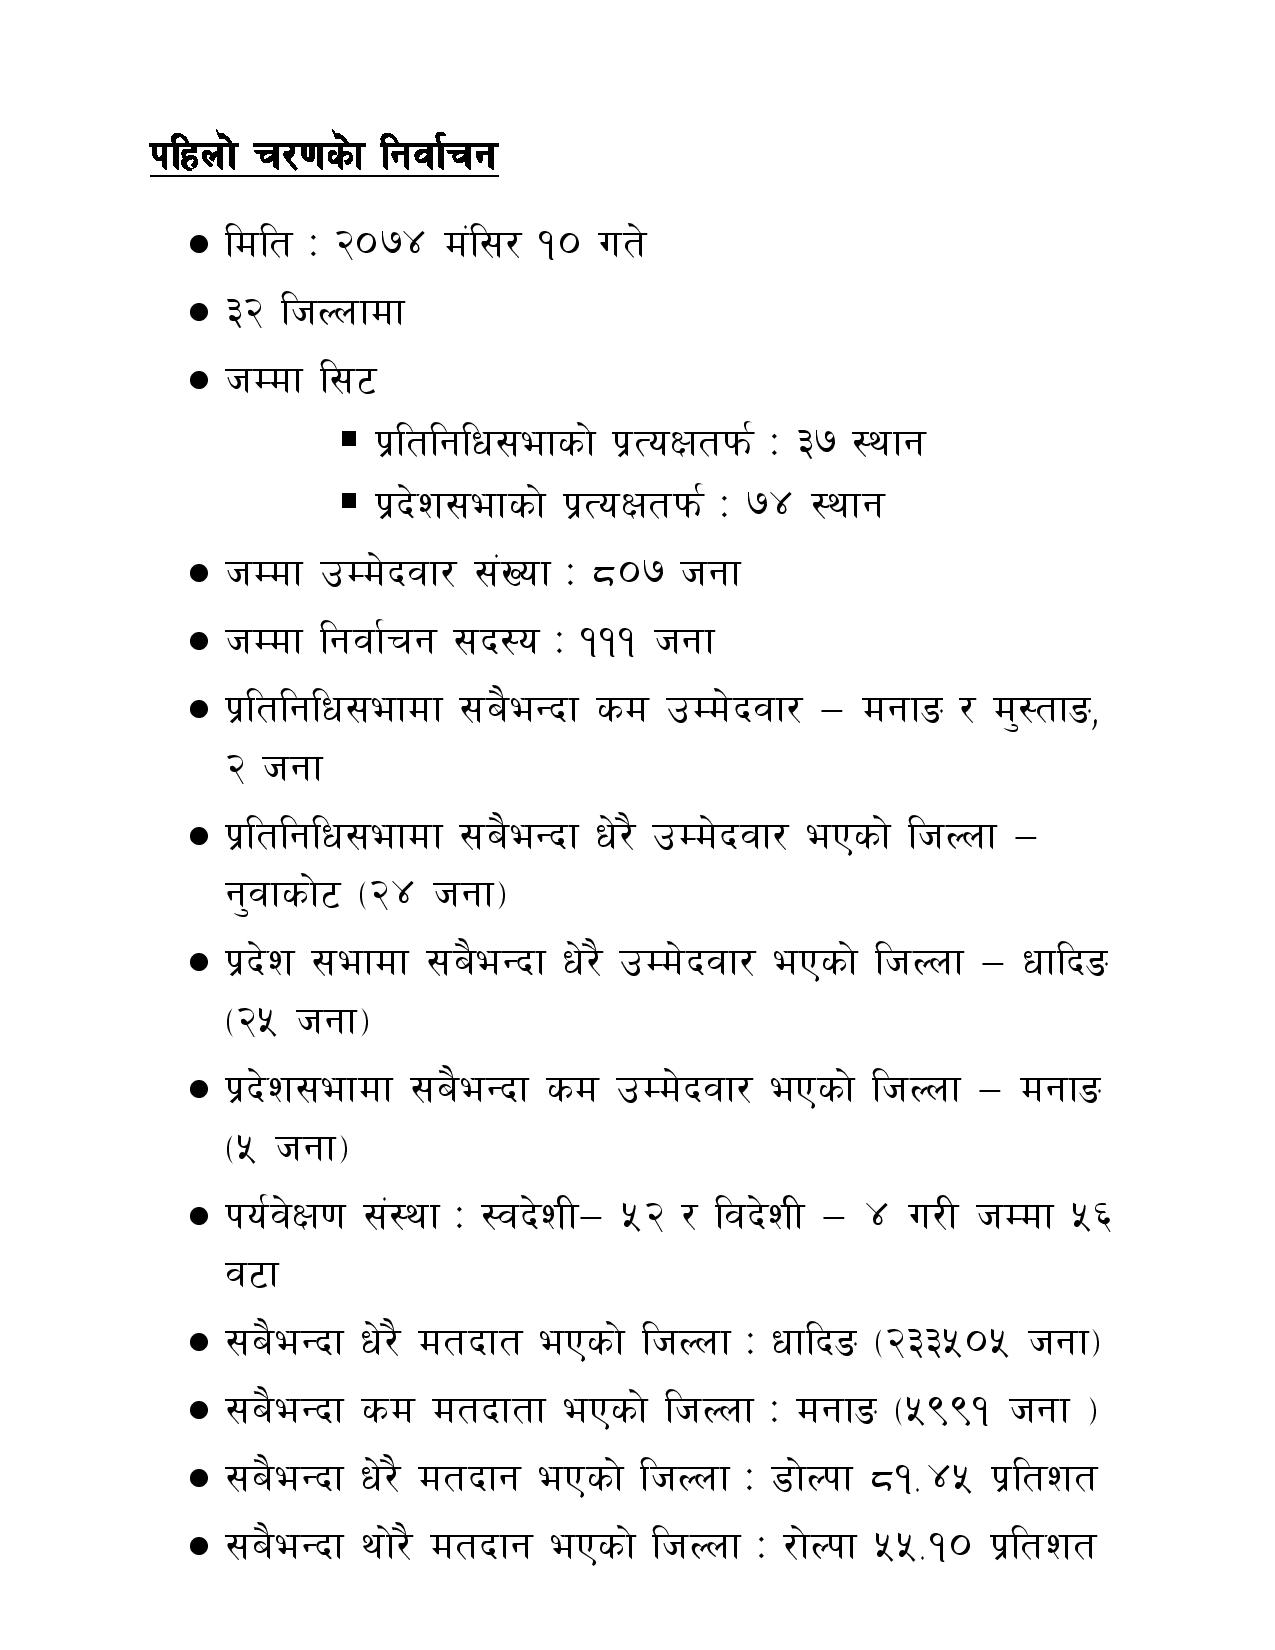 पहिलो चरणको निर्वाचन
● मिति : २०७४ मंसिर १० गते
● ३२ जिल्लामा
● जम्मा सिट
▪ प्रतिनिधिसभाको प्रत्यक्षतर्फ : ३७ स्थान
▪ प्रदेशसभाको प्रत्यक्षतर्फ : ७४ स्थान
● जम्मा उम्मेदवार संख्या : ८०७ जना
● जम्मा निर्वाचन सदस्य : १११ जना
● प्रतिनिधिसभामा सबैभन्दा कम उम्मेदवार – मनाङ र मुस्ताङ,
२ जना
● प्रतिनिधिसभामा सबैभन्दा धेरै उम्मेदवार भएको जिल्ला –
नुवाकोट (२४ जना)
● प्रदेश सभामा सबैभन्दा धेरै उम्मेदवार भएको जिल्ला – धादिङ
(२५ जना)
● प्रदेशसभामा सबैभन्दा कम उम्मेदवार भएको जिल्ला – मनाङ
(५ जना)
● पर्यवेक्षण संस्था : स्वदेशी– ५२ र विदेशी – ४ गरी जम्मा ५६
वटा
● सबैभन्दा धेरै मतदात भएको जिल्ला : धादिङ (२३३५०५ जना)
● सबैभन्दा कम मतदाता भएको जिल्ला : मनाङ (५९९१ जना )
● सबैभन्दा धेरै मतदान भएको जिल्ला : डोल्पा ८१.४५ प्रतिशत
● सबैभन्दा थोरै मतदान भएको जिल्ला : रोल्पा ५५.१० प्रतिशत